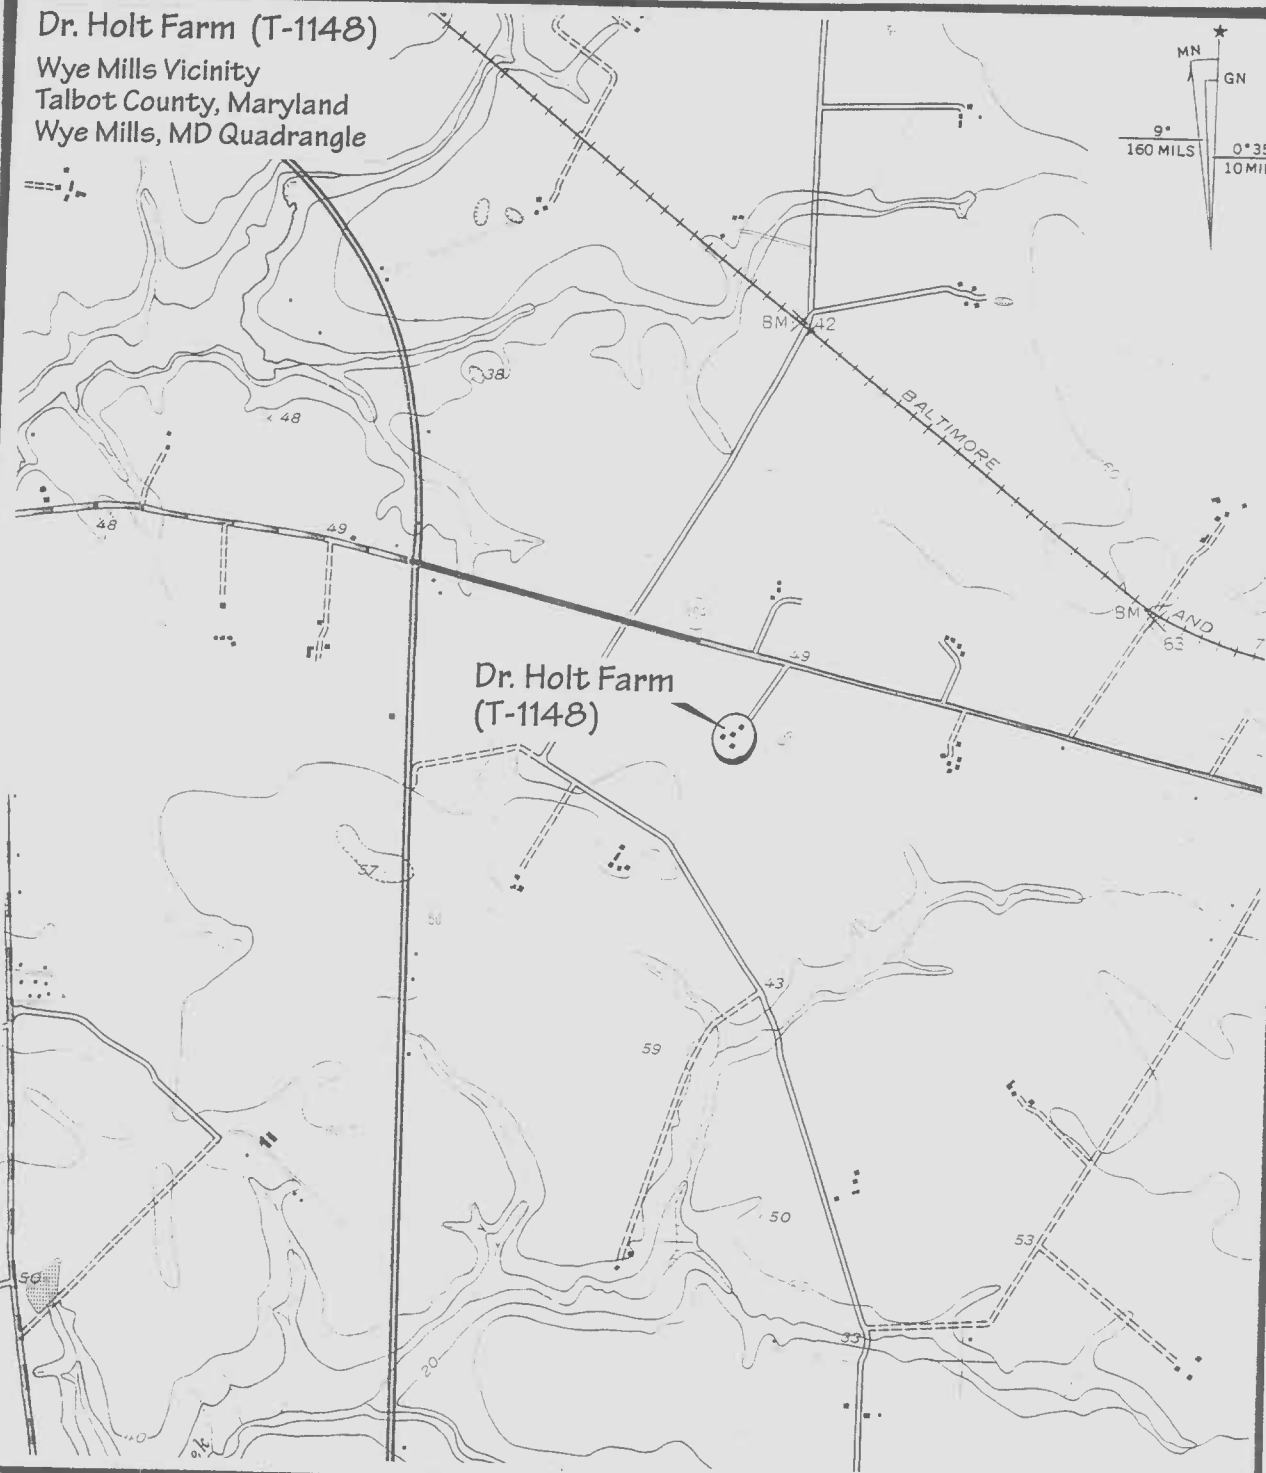 Dr. Holt Farm (T-1148)
Wye Mills Vicinity
Talbot County, Maryland
Wye Mills, MD Quadrangle
MN
GN
9°
160 MILS
BM 42
38
48
BALTIMORE
48
49
BM
AND
63
7
49
Dr. Holt Farm
(T-1148)
57
43
59
50
53
50
33
20
40